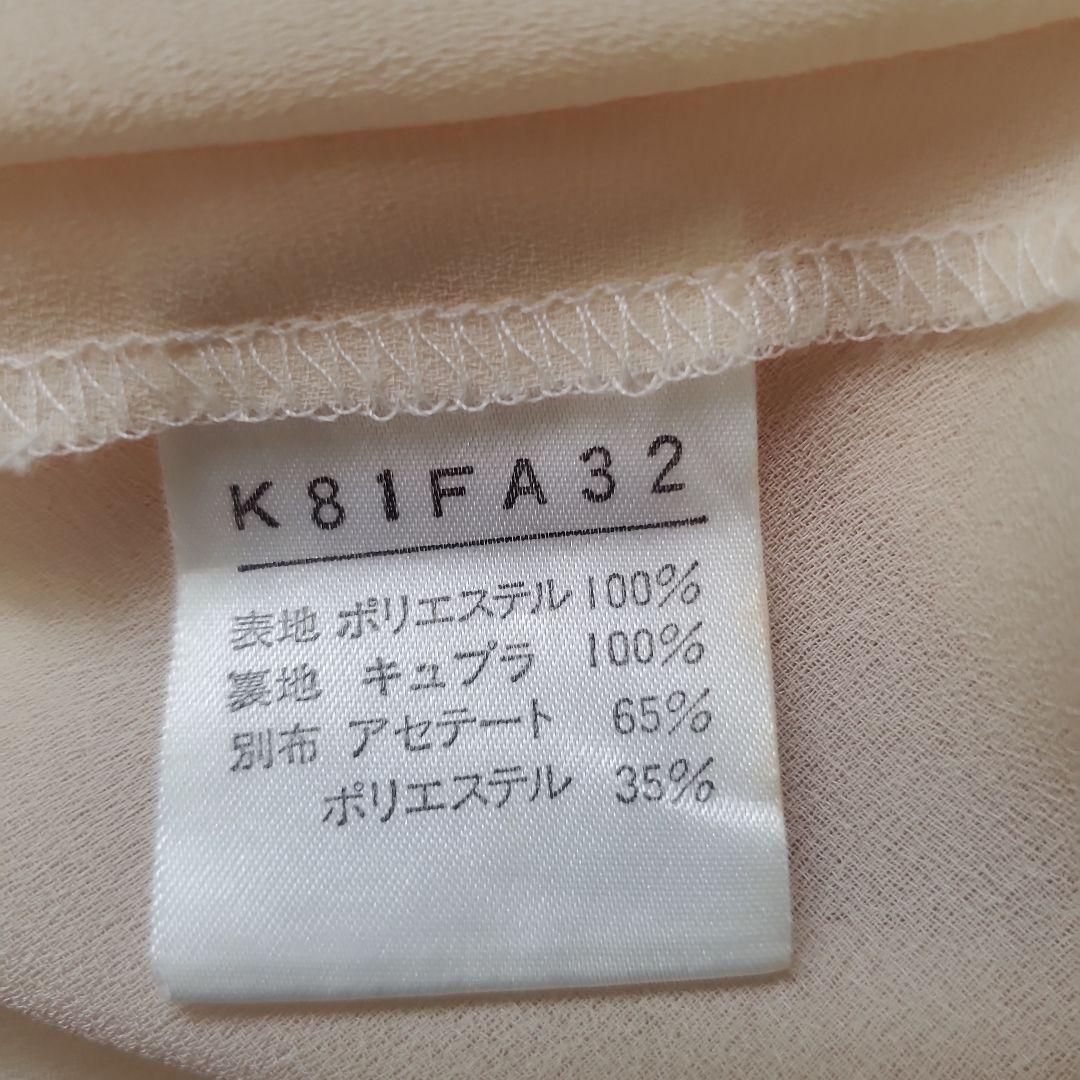 K81FA32
表地 ポリエステル 100%
裏地 キュプラ 100%
別布 アセテート 65%
ポリエステル 35%